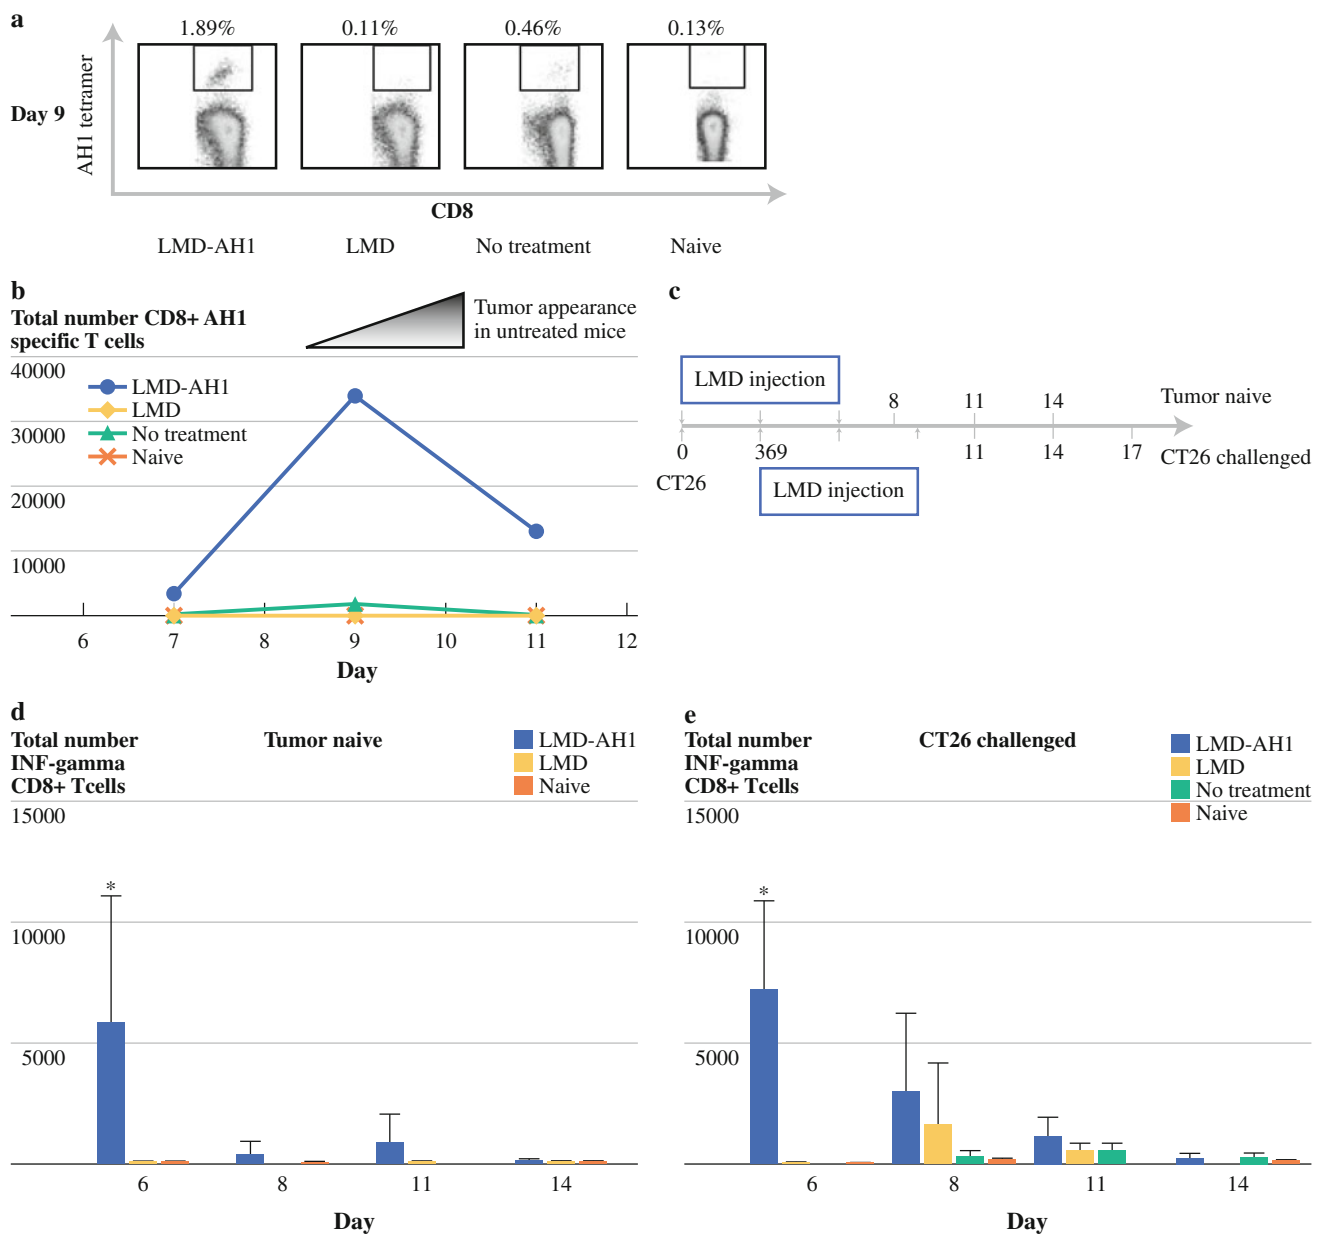 a
1.89%
0.11%
0.46%
0.13%
Day 9
AH1 tetramer
CD8
LMD-AH1
LMD
No treatment
Naive
b
Total number CD8+ AH1
specific T cells
Tumor appearance
in untreated mice
40000
30000
20000
10000
LMD-AH1
LMD
No treatment
Naive
6 7 8 9 10 11 12
Day
c
LMD injection
8 11 14
Tumor naive
0 369 11 14 17
CT26 challenged
CT26
LMD injection
d
Total number
INF-gamma
CD8+ Tcells
Tumor naive
LMD-AH1
LMD
Naive
15000
10000
*
5000
6 8 11 14
Day
e
Total number
INF-gamma
CD8+ Tcells
CT26 challenged
LMD-AH1
LMD
No treatment
Naive
15000
*
10000
5000
6 8 11 14
Day